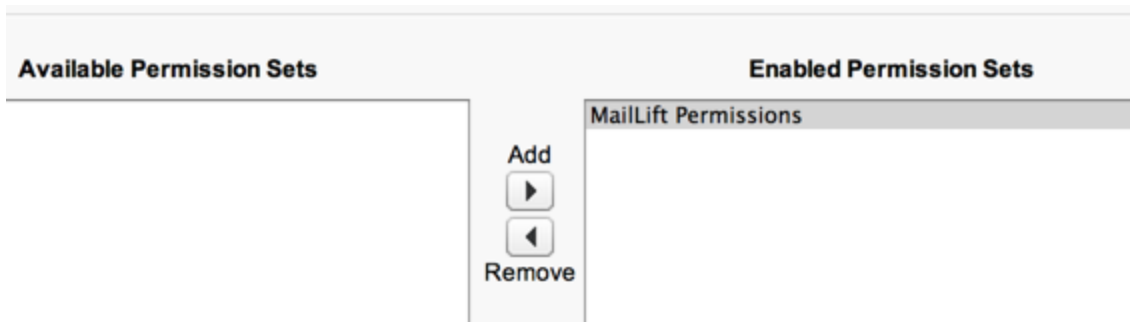 Available Permission Sets
Enabled Permission Sets
MailLift Permissions
Add
Remove